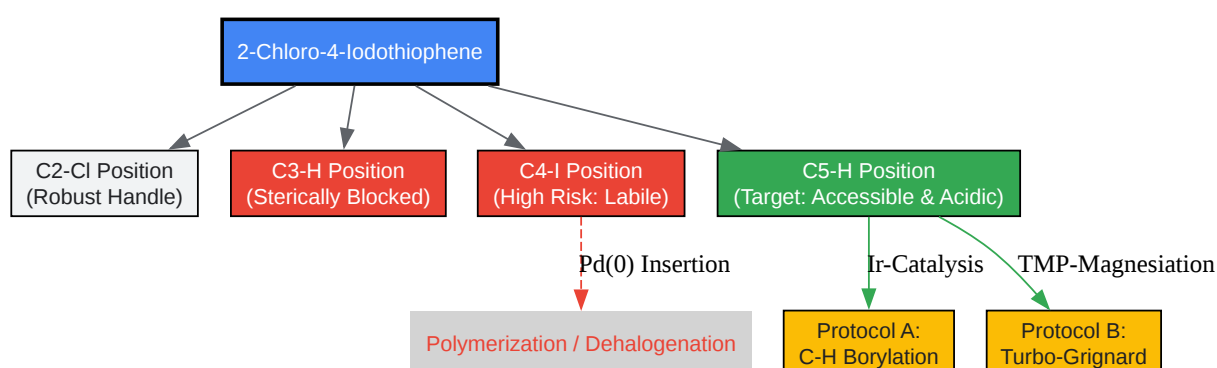 2-Chloro-4-Iodothiophene
C2-Cl Position
(Robust Handle)
C3-H Position
(Sterically Blocked)
C4-I Position
(High Risk: Labile)
C5-H Position
(Target: Accessible & Acidic)
Pd(0) Insertion
Ir-Catalysis
TMP-Magnesiation
Polymerization / Dehalogenation
Protocol A:
C-H Borylation
Protocol B:
Turbo-Grignard